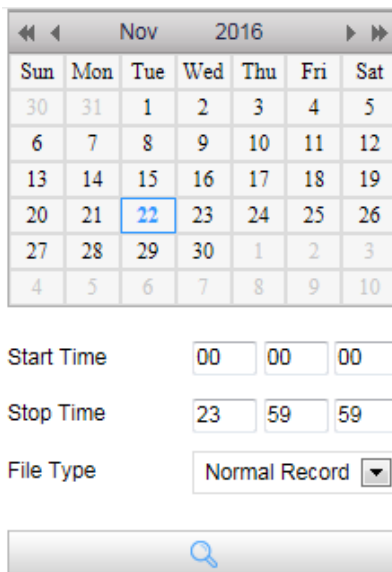 Nov 2016
Sun Mon Tue Wed Thu Fri Sat
30 31 1 2 3 4 5
6 7 8 9 10 11 12
13 14 15 16 17 18 19
20 21 22 23 24 25 26
27 28 29 30 1 2 3
4 5 6 7 8 9 10
Start Time 00 00 00
Stop Time 23 59 59
File Type Normal Record